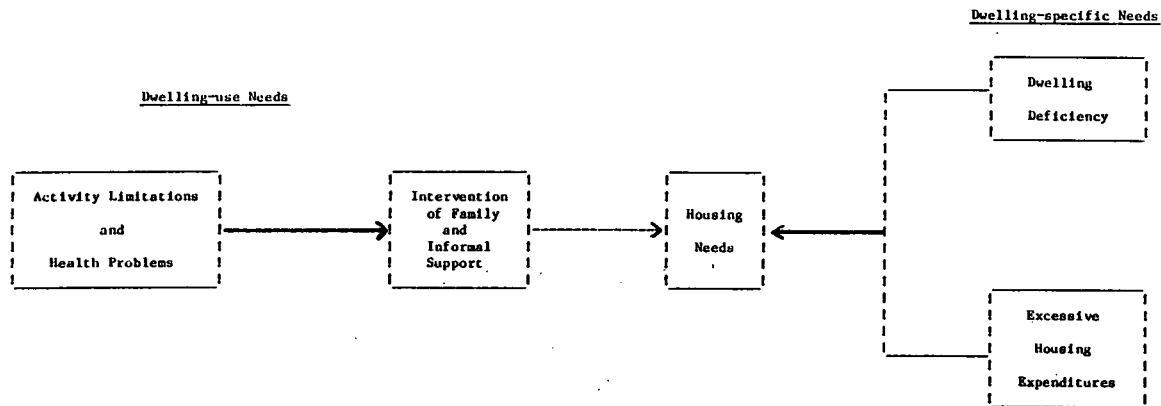 Dwelling-specific Needs
Dwelling
Deficiency
Dwelling-use Needs
Activity Limitations
and
Health Problems
Intervention
of Family
and
Informal
Support
Housing
Needs
Excessive
Housing
Expenditures